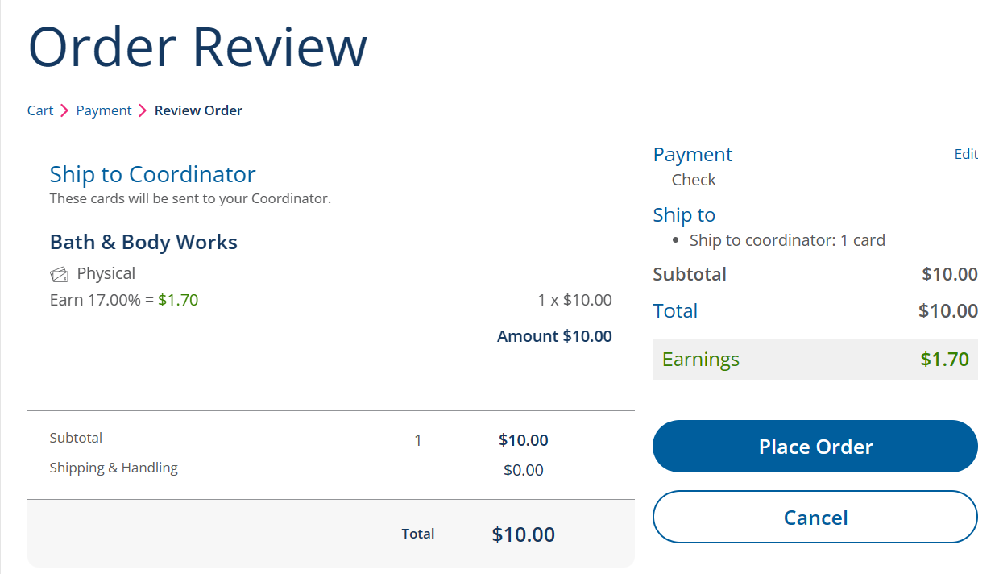 Order Review
Cart > Payment > Review Order
Ship to Coordinator
These cards will be sent to your Coordinator.
Bath & Body Works
Physical
Earn 17.00% = $1.70 1 x $10.00
Amount $10.00
Subtotal 1 $10.00
Shipping & Handling $0.00
Total $10.00
Payment Edit
Check
Ship to
• Ship to coordinator: 1 card
Subtotal $10.00
Total $10.00
Earnings $1.70
Place Order
Cancel